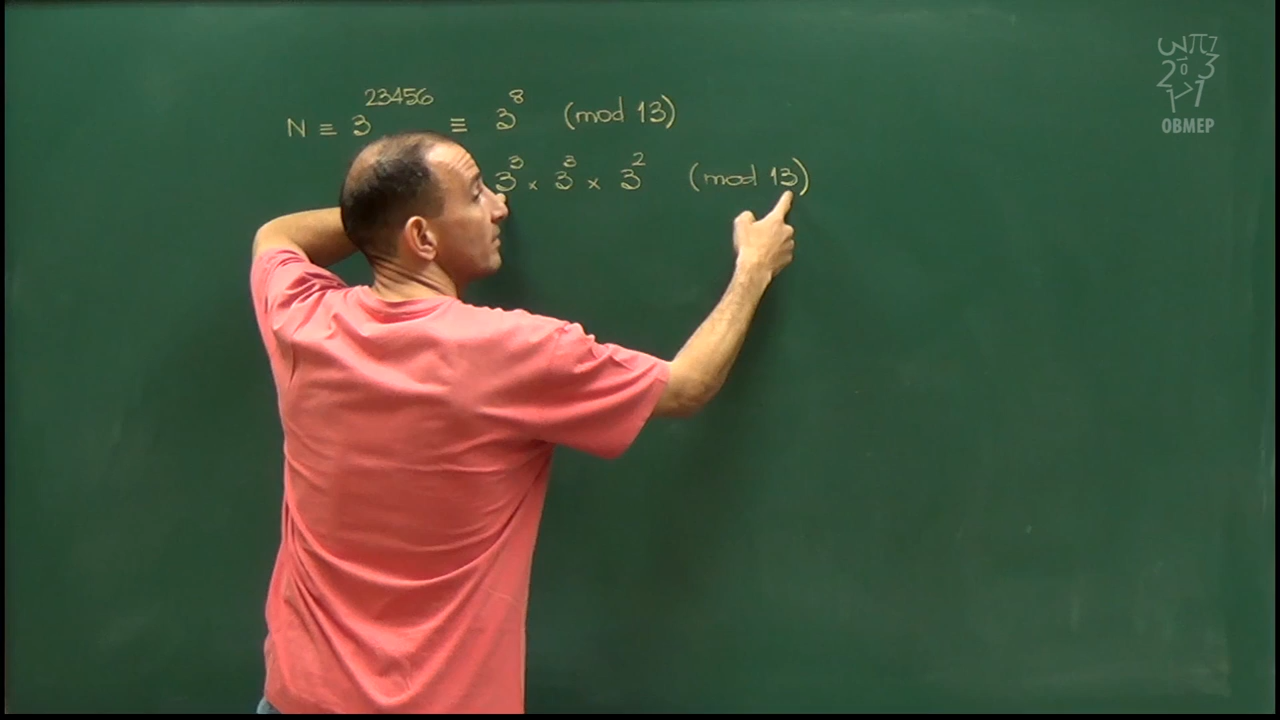 N ≡ 3^23456 ≡ 3^8 (mod 13)
3^3 × 3^3 × 3^2 (mod 13)
OBMEP